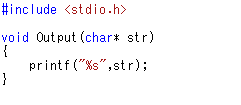 #include <stdio.h>
void Output(char* str)
{
    printf("%s",str);
}